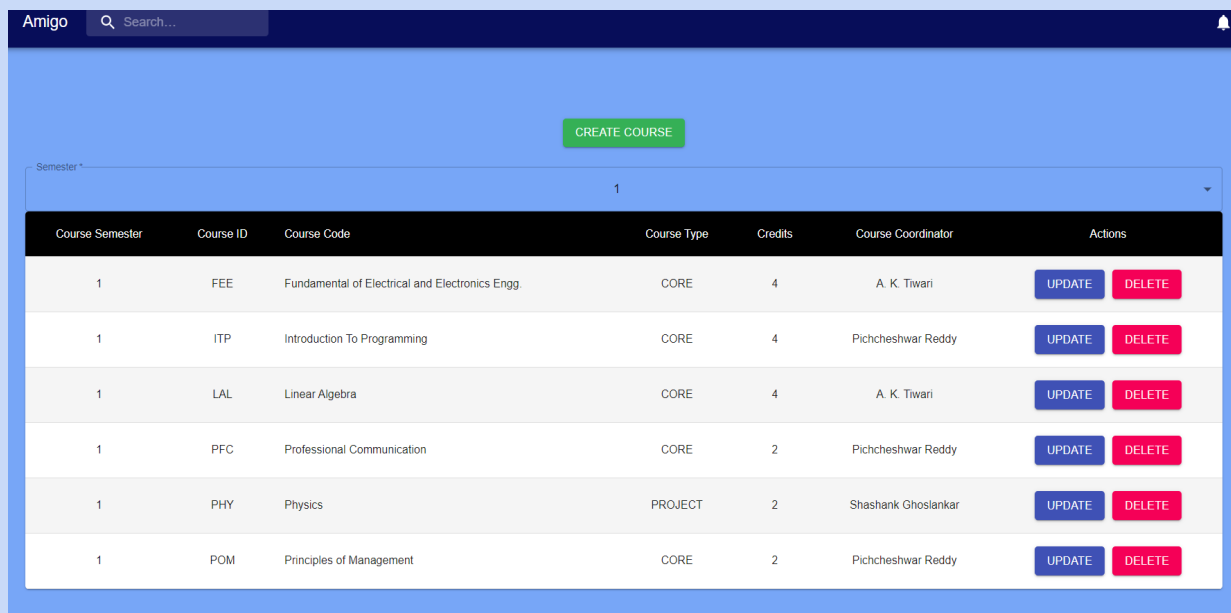 Amigo Search...
CREATE COURSE
Semester *
1
Course Semester Course ID Course Code Course Type Credits Course Coordinator Actions
1 FEE Fundamental of Electrical and Electronics Engg. CORE 4 A. K. Tiwari UPDATE DELETE
1 ITP Introduction To Programming CORE 4 Pichcheshwar Reddy UPDATE DELETE
1 LAL Linear Algebra CORE 4 A. K. Tiwari UPDATE DELETE
1 PFC Professional Communication CORE 2 Pichcheshwar Reddy UPDATE DELETE
1 PHY Physics PROJECT 2 Shashank Ghoslankar UPDATE DELETE
1 POM Principles of Management CORE 2 Pichcheshwar Reddy UPDATE DELETE